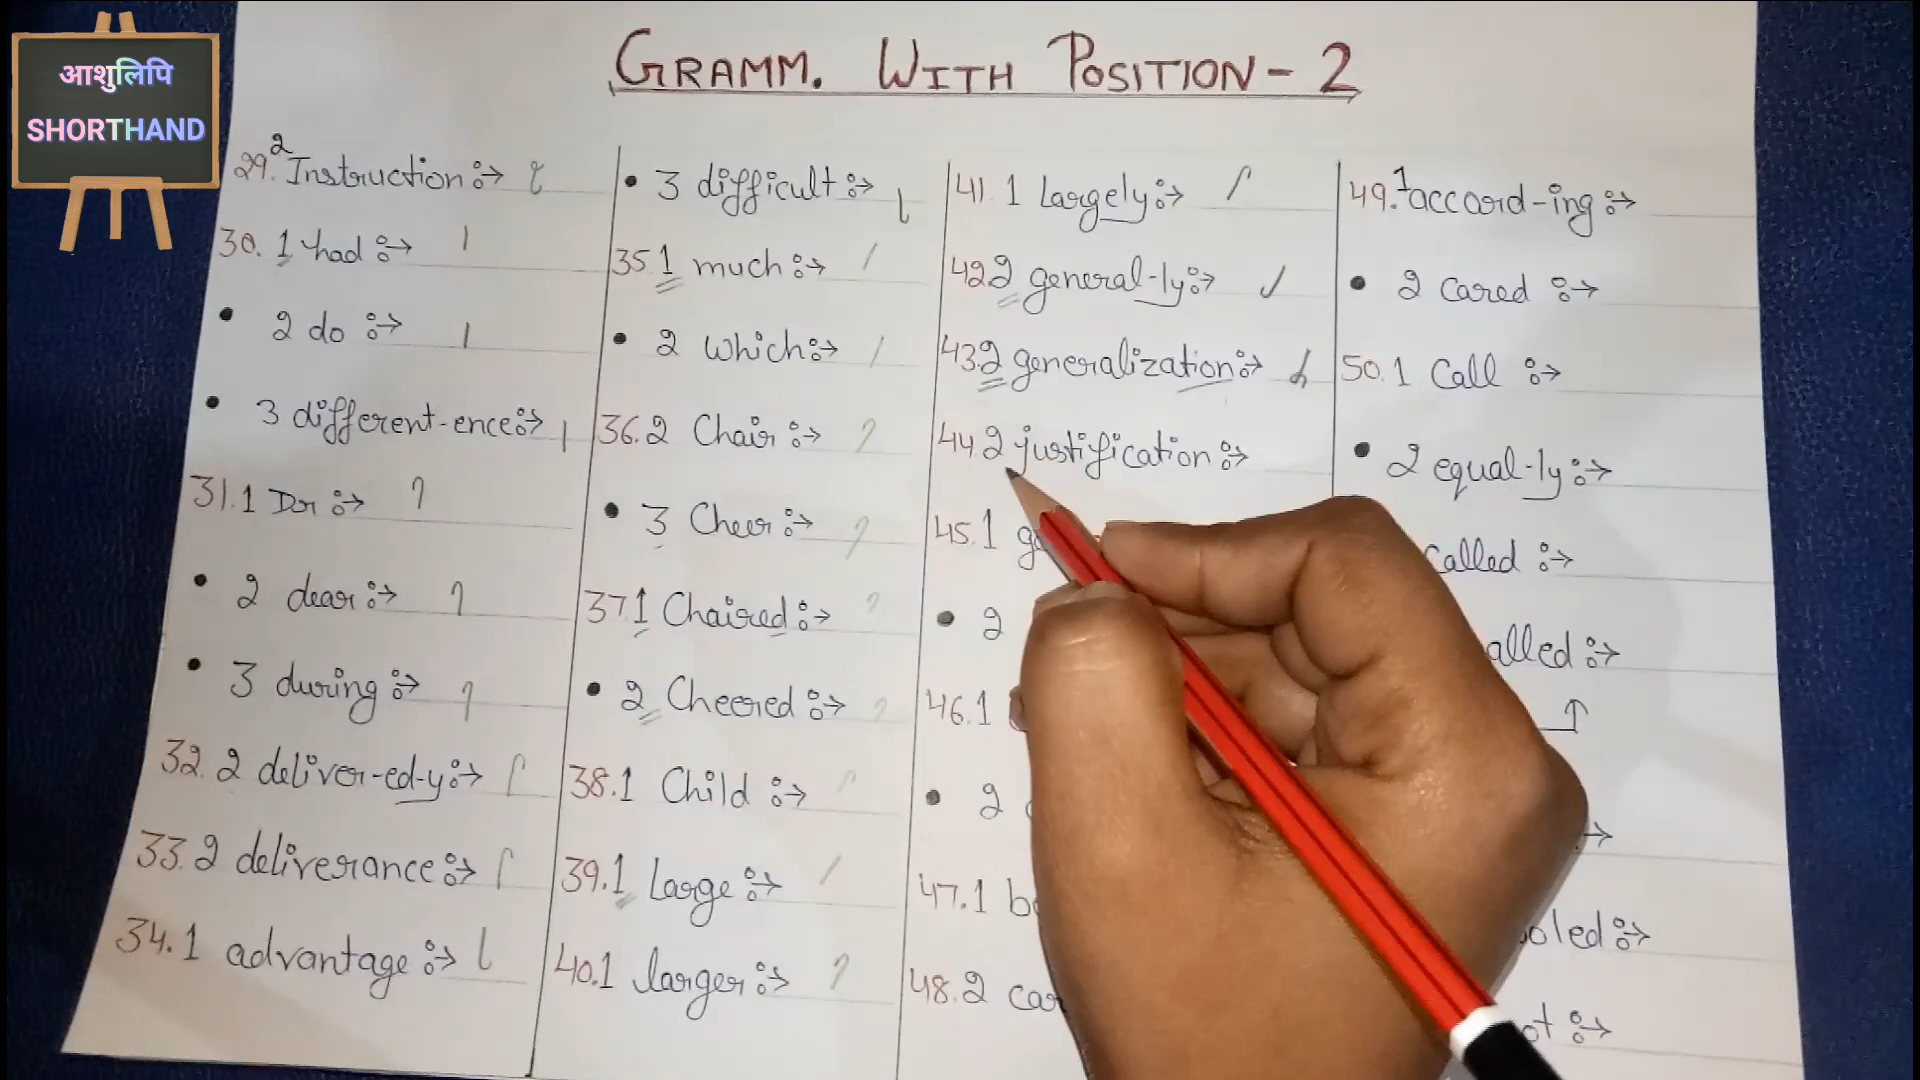 आशुलिपि
SHORTHAND
GRAMM. WITH POSITION - 2
29. 2 Instruction :->
30. 1 had :->
• 2 do :->
• 3 different-ence :->
31. 1 Dr :->
• 2 dear :->
• 3 during :->
32. 2 deliver-ed-y :->
33. 2 deliverance :->
34. 1 advantage :->
• 3 difficult :->
35. 1 much :->
• 2 which :->
36. 2 Chair :->
• 3 Cheer :->
37. 1 Chaired :->
• 2 Cheered :->
38. 1 Child :->
39. 1 Large :->
40. 1 larger :->
41. 1 Largely :->
42. 2 general-ly :->
43. 2 generalization :->
44. 2 justification :->
45. 1
• 2
46. 1
• 2
47. 1
48. 2
49. 1 accord-ing :->
• 2 cared :->
50. 1 Call :->
• 2 equal-ly :->
called :->